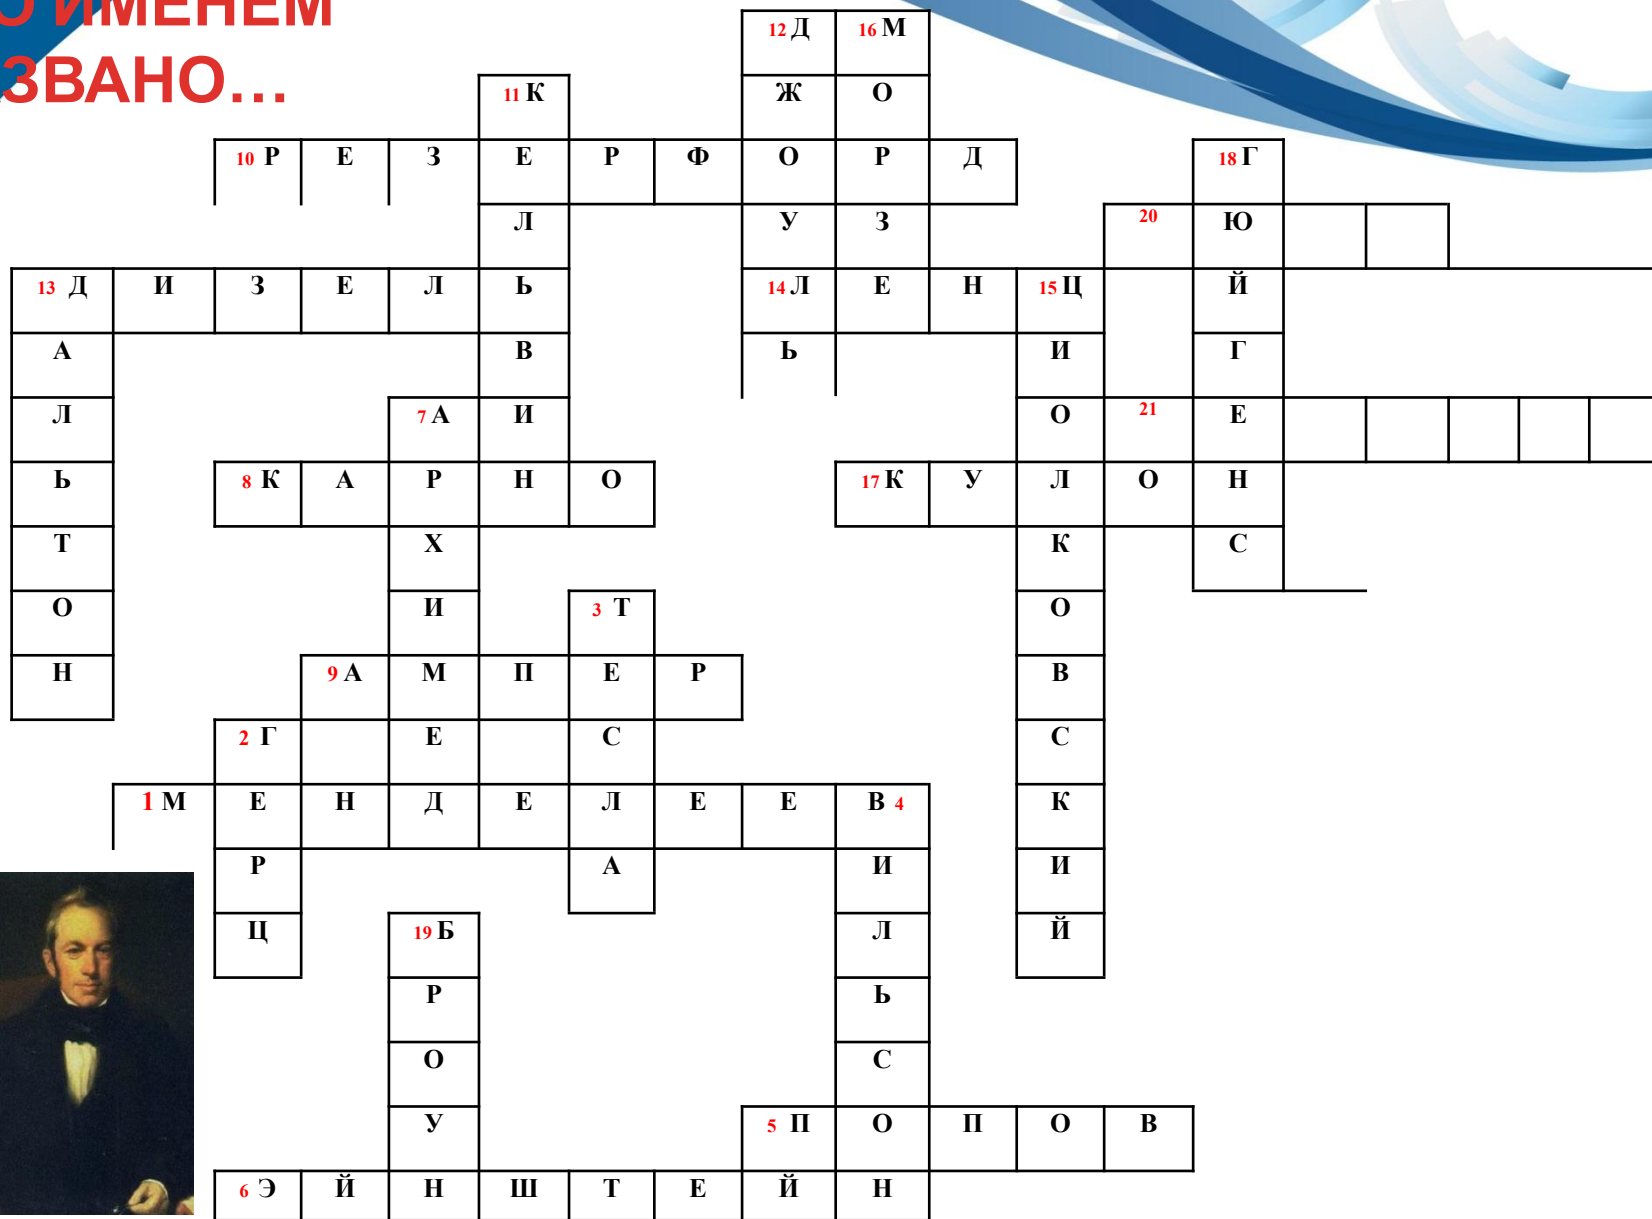 ИМЕНЕМ
ЗВАНО…
12 Д 16 М
11 К Ж О
10 Р Е З Е Р Ф О Р Д 18 Г
Л У З 20 Ю
13 Д И З Е Л Ь 14 Л Е Н 15 Ц Й
А В Ь И Г
Л 7 А И О 21 Е
Ь 8 К А Р Н О 17 К У Л О Н
Т Х К С
О И 3 Т О
Н 9 А М П Е Р В
2 Г Е С С
1 М Е Н Д Е Л Е Е В 4 К
Р А И И
Ц 19 Б Л Й
Р Ь
О С
У 5 П О П О В
6 Э Й Н Ш Т Е Й Н